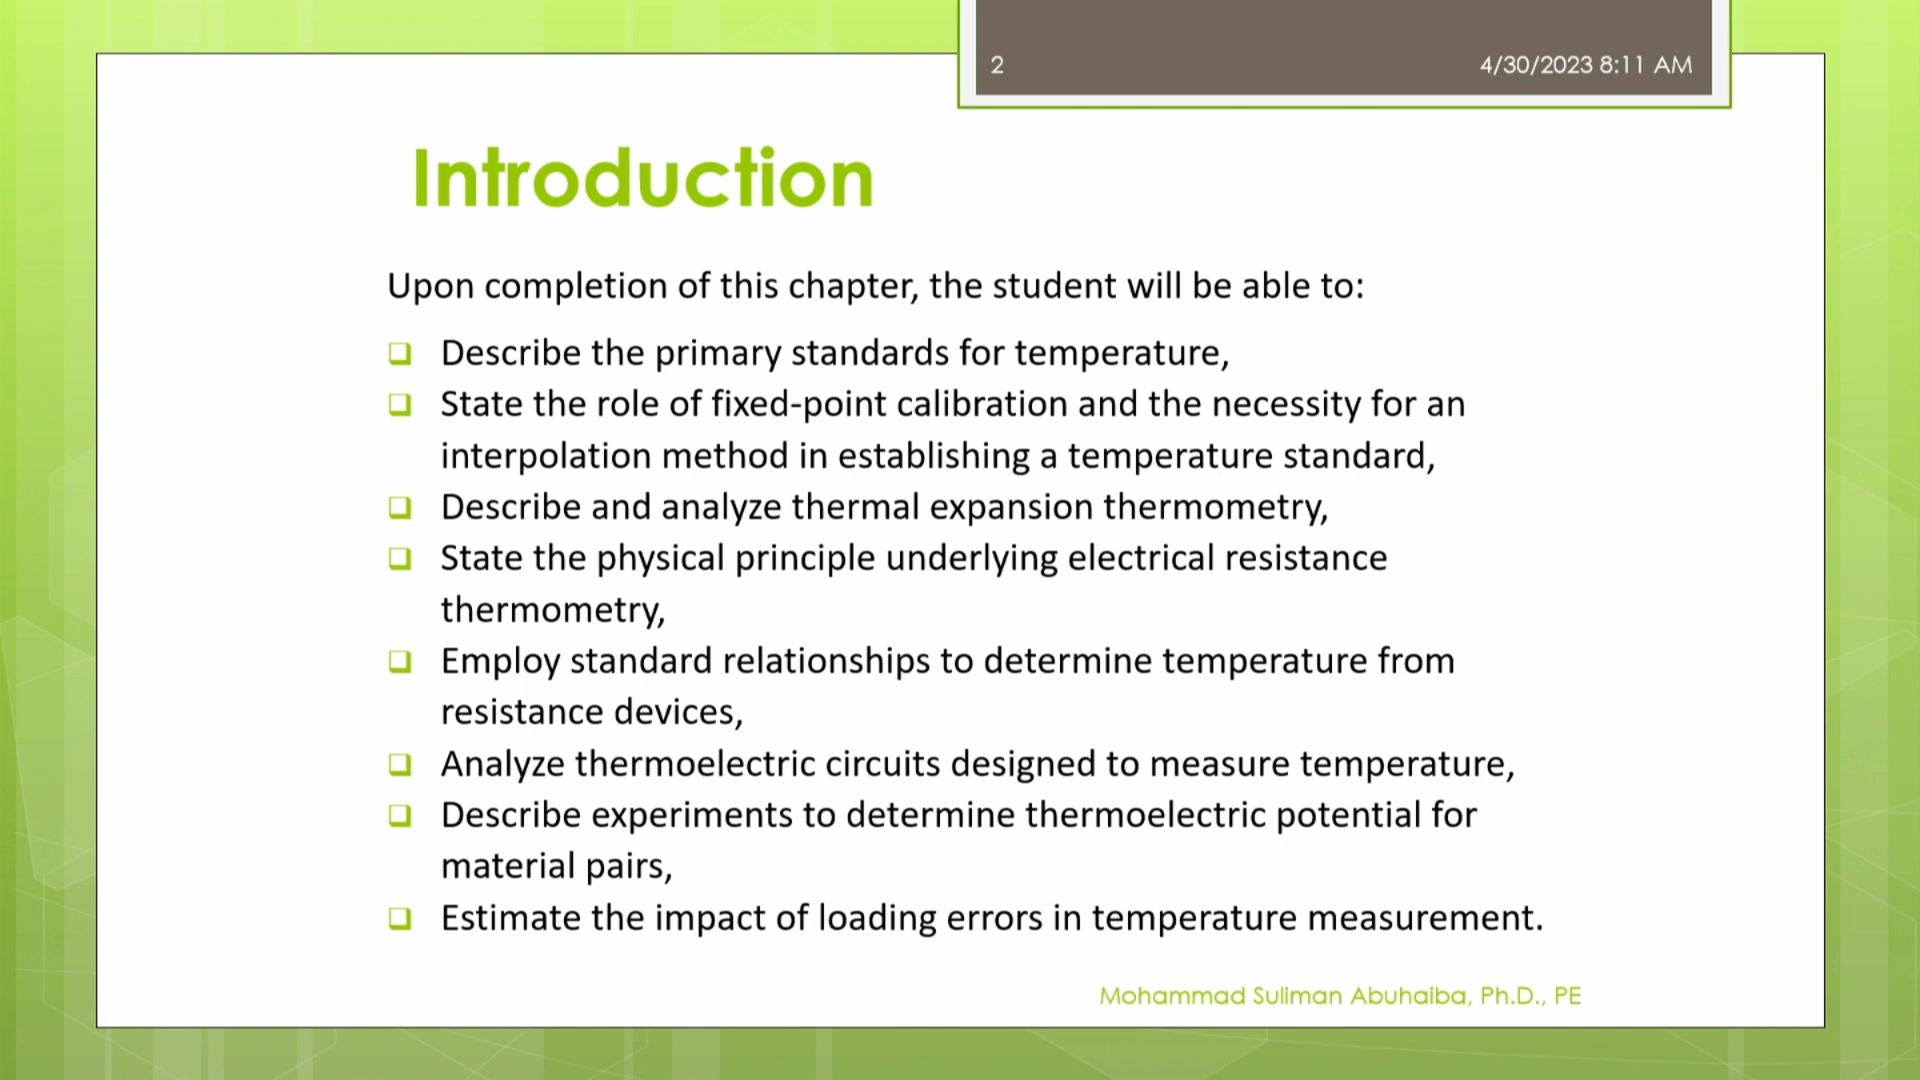 2
4/30/2023 8:11 AM
Introduction
Upon completion of this chapter, the student will be able to:
Describe the primary standards for temperature,
State the role of fixed-point calibration and the necessity for an
interpolation method in establishing a temperature standard,
Describe and analyze thermal expansion thermometry,
State the physical principle underlying electrical resistance
thermometry,
Employ standard relationships to determine temperature from
resistance devices,
Analyze thermoelectric circuits designed to measure temperature,
Describe experiments to determine thermoelectric potential for
material pairs,
Estimate the impact of loading errors in temperature measurement.
Mohammad Suliman Abuhaiba, Ph.D., PE